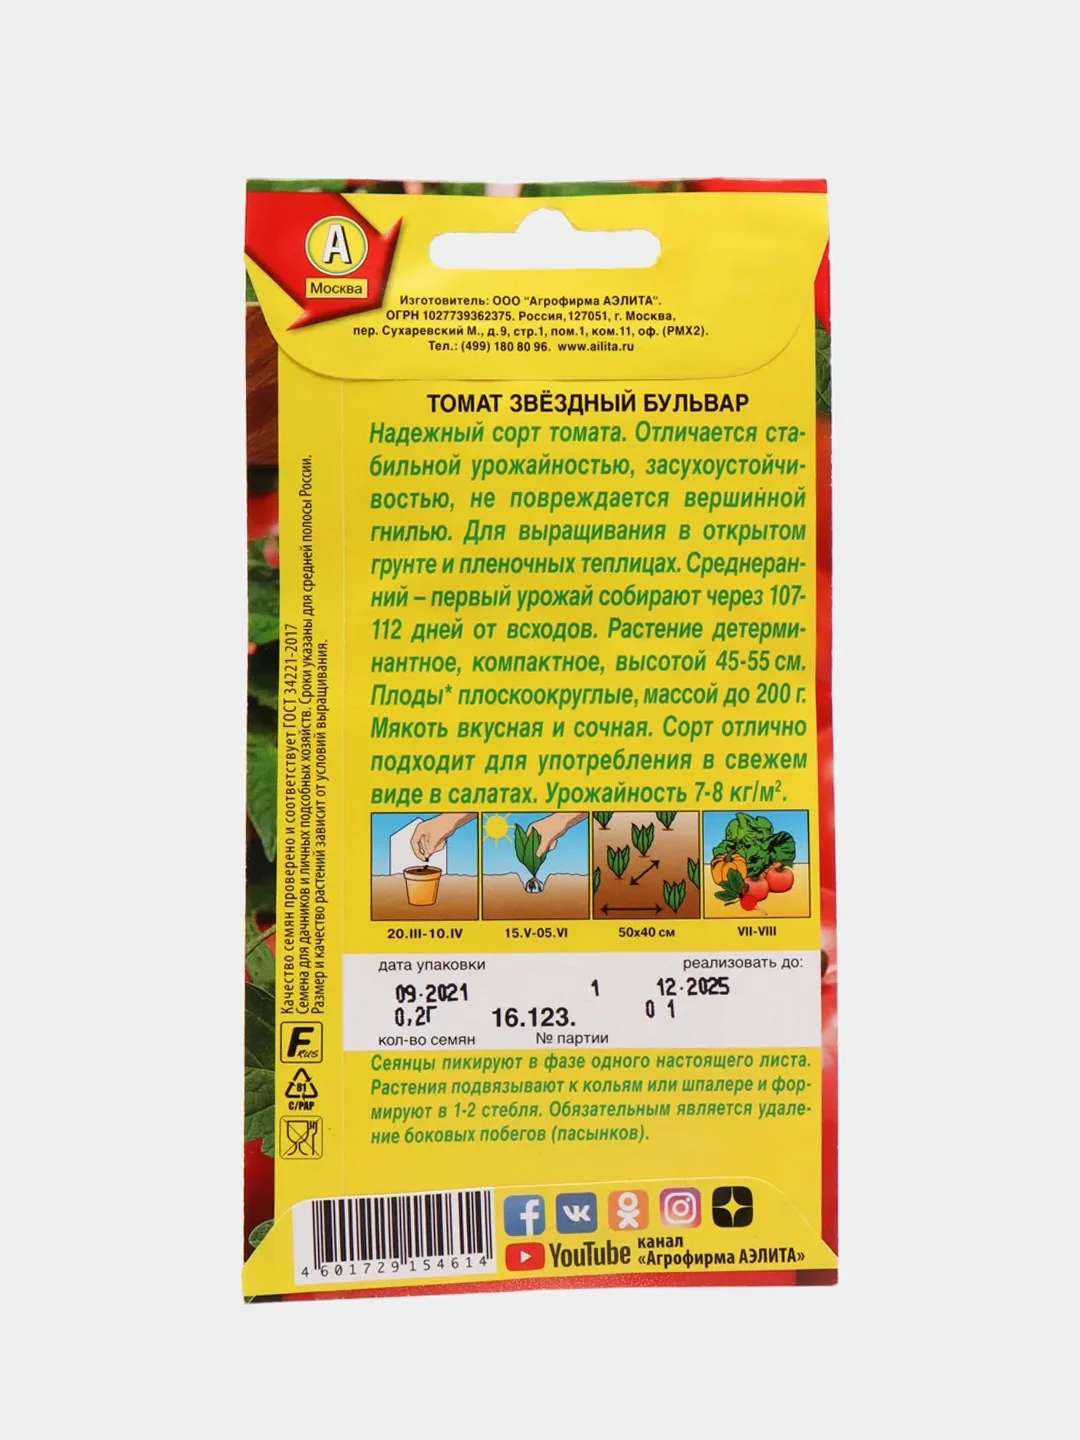 А
Москва
Изготовитель: ООО "Агрофирма АЭЛИТА".
ОГРН 1027739362375. Россия,127051, г. Москва,
пер. Сухаревский М., д.9, стр.1, пом.1, ком.11, оф. (РМХ2).
Тел.: (499) 180 80 96. www.ailita.ru
ТОМАТ ЗВЁЗДНЫЙ БУЛЬВАР
Надежный сорт томата. Отличается ста-
бильной урожайностью, засухоустойчи-
востью, не повреждается вершинной
гнилью. Для выращивания в открытом
грунте и пленочных теплицах. Среднеран-
ний – первый урожай собирают через 107-
112 дней от всходов. Растение детерми-
нантное, компактное, высотой 45-55 см.
Плоды* плоскоокруглые, массой до 200 г.
Мякоть вкусная и сочная. Сорт отлично
подходит для употребления в свежем
виде в салатах. Урожайность 7-8 кг/м².
20.III-10.IV
15.V-05.VI
50x40 см
VII-VIII
дата упаковки
реализовать до:
09·2021
1
12·2025
0,2Г
16.123.
0 1
кол-во семян
№ партии
Сеянцы пикируют в фазе одного настоящего листа.
Растения подвязывают к кольям или шпалере и фор-
мируют в 1-2 стебля. Обязательным является удале-
ние боковых побегов (пасынков).
Качество семян проверено и соответствует ГОСТ 34221-2017
Семена для дачников и личных подсобных хозяйств. Сроки указаны для средней полосы России.
Размер и качество растений зависит от условий выращивания.
F RUS
81
C/PAP
4 601729 154614
YouTube
канал
«Агрофирма АЭЛИТА»